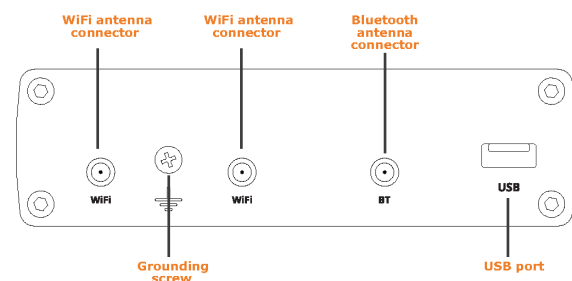 WiFi antenna
connector
WiFi antenna
connector
Bluetooth
antenna
connector
WiFi
WiFi
BT
USB
Grounding
screw
USB port